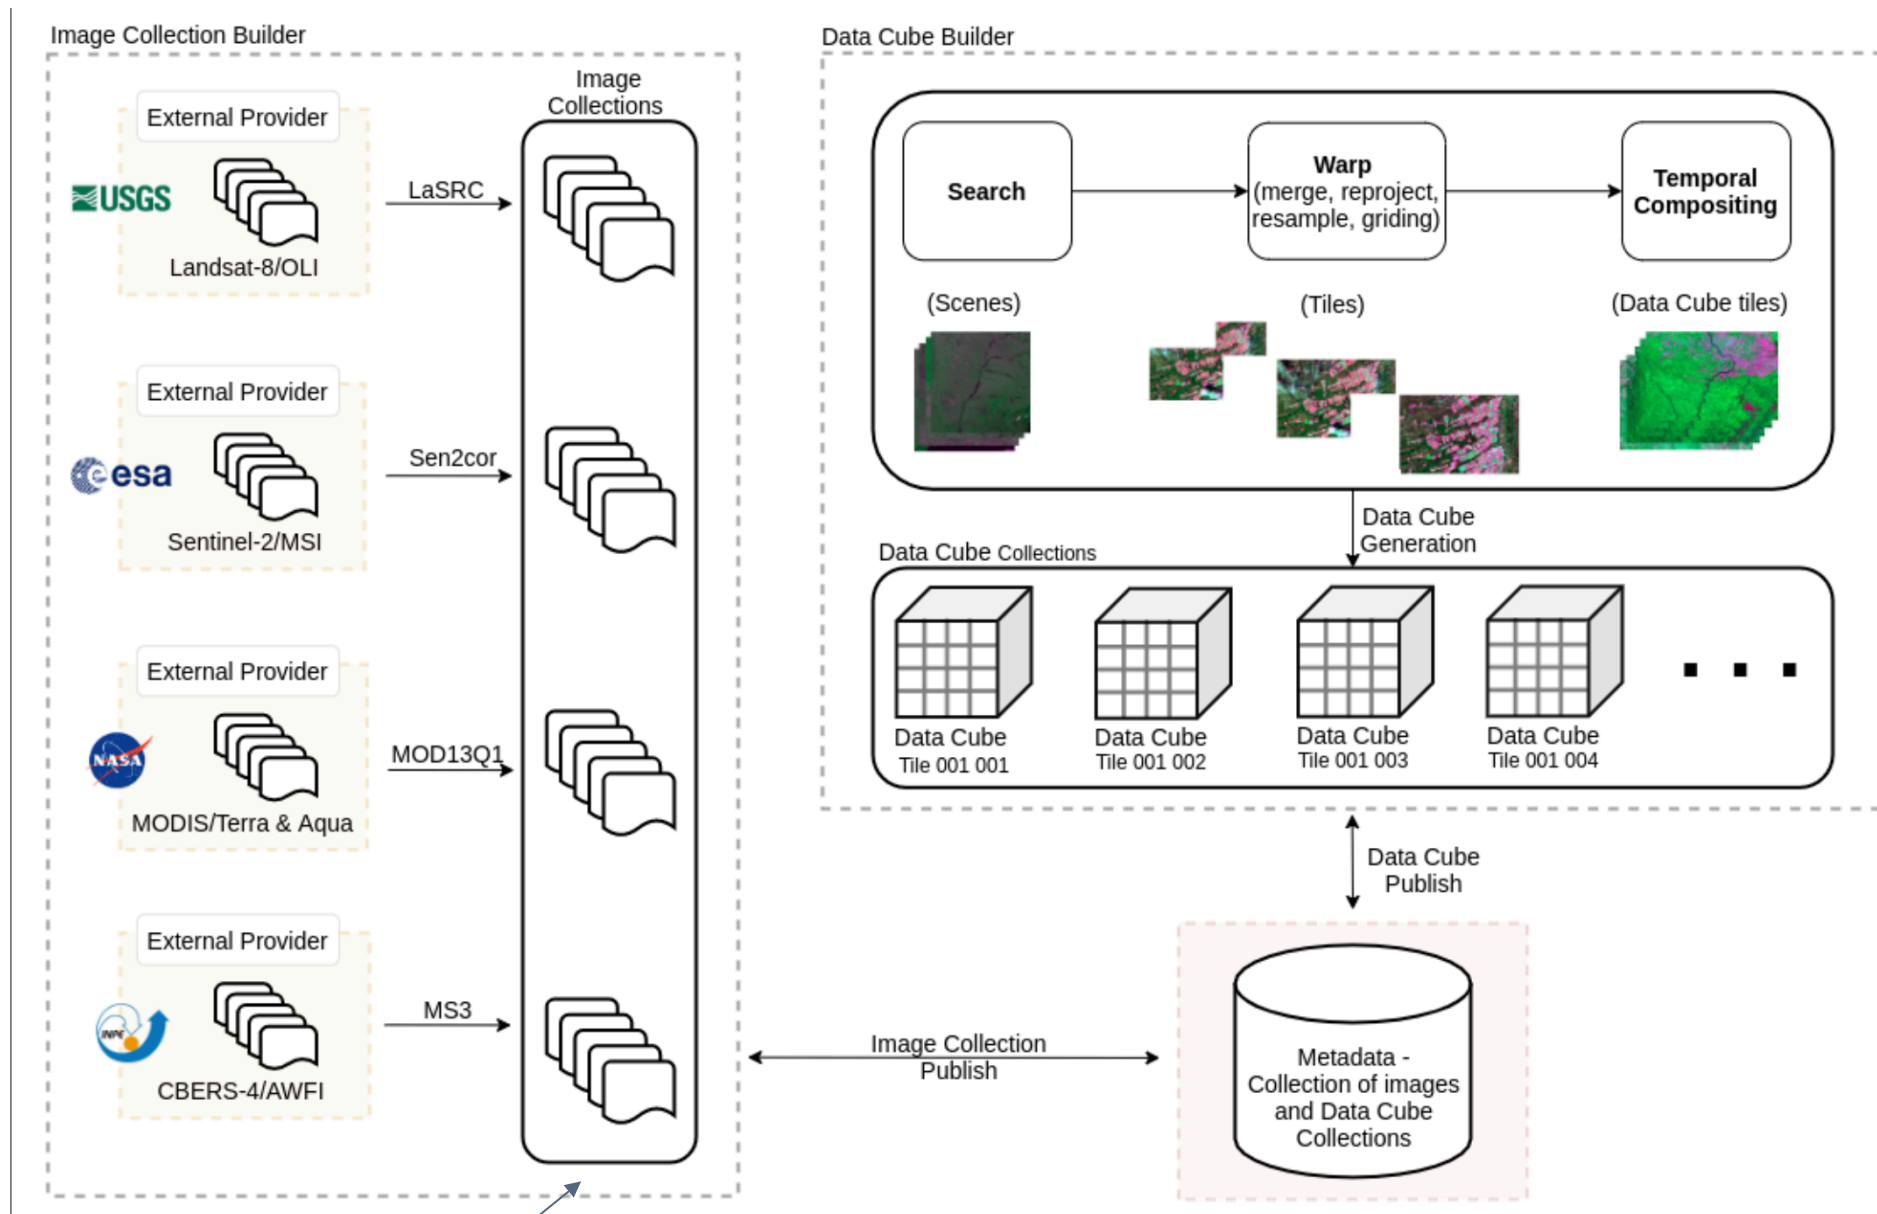 Image Collection Builder
Image
Collections
External Provider
USGS
Landsat-8/OLI
LaSRC
External Provider
esa
Sentinel-2/MSI
Sen2cor
External Provider
NASA
MODIS/Terra & Aqua
MOD13Q1
External Provider
INPE
CBERS-4/AWFI
MS3
Data Cube Builder
Search
Warp
(merge, reproject,
resample, griding)
Temporal
Compositing
(Scenes)
(Tiles)
(Data Cube tiles)
Data Cube
Generation
Data Cube Collections
Data Cube
Tile 001 001
Data Cube
Tile 001 002
Data Cube
Tile 001 003
Data Cube
Tile 001 004
Data Cube
Publish
Image Collection
Publish
Metadata -
Collection of images
and Data Cube
Collections